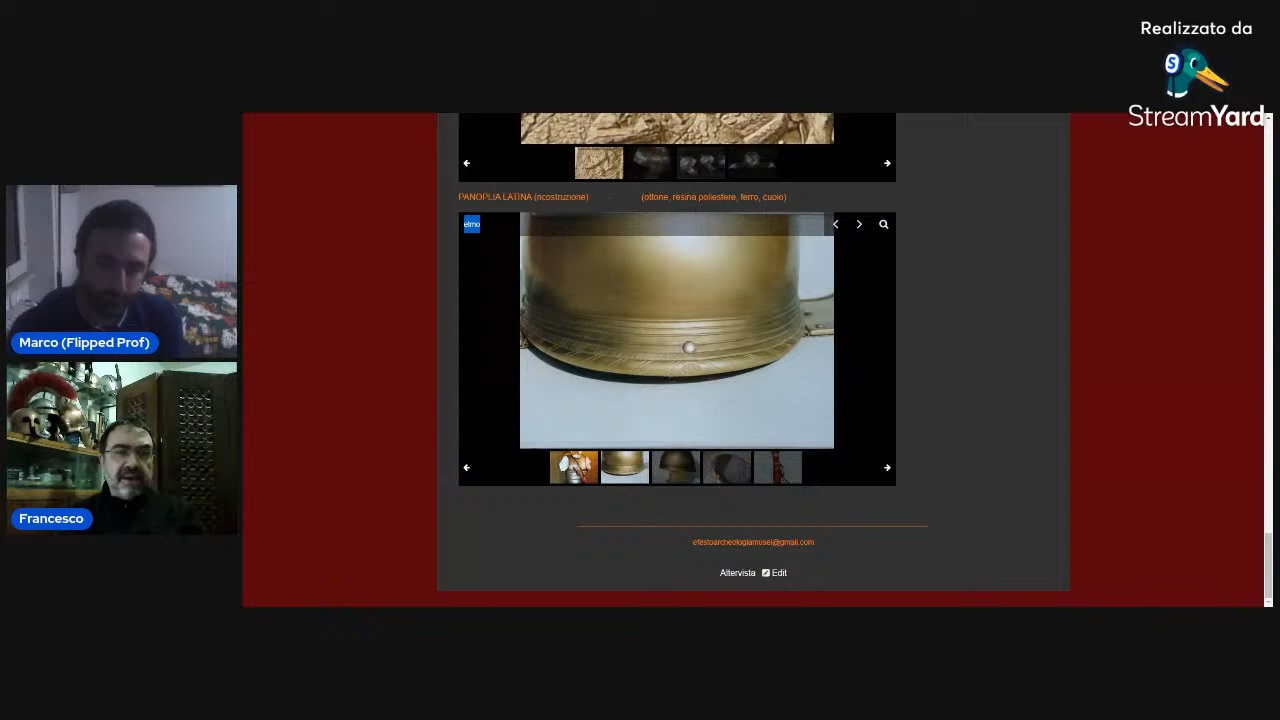 Realizzato da
StreamYard
PANOPLIA LATINA (ricostruzione) - (ottone, resina poliestere, ferro, cuoio)
elmo
Marco (Flipped Prof)
Francesco
efestoarcheologiamusei@gmail.com
Altervista Edit